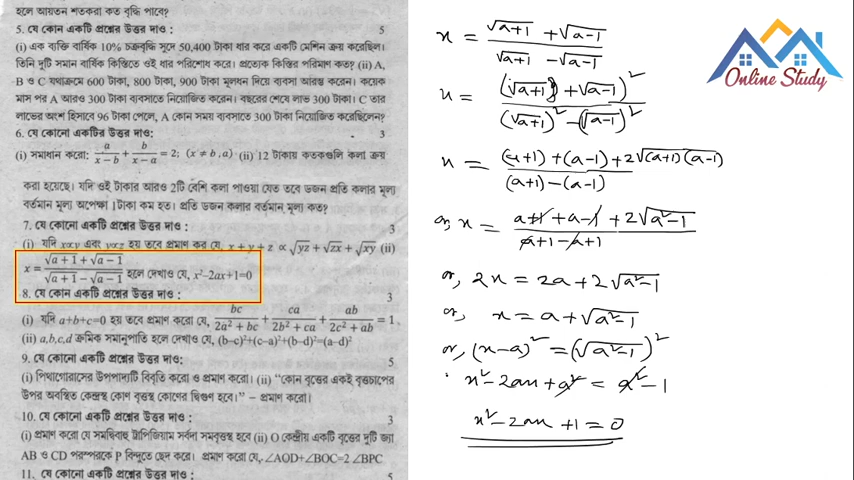 হলে আয়তন শতকরা কত বৃদ্ধি পাবে?
5. যে কোন একটি প্রশ্নের উত্তর দাও : 5
(i) এক ব্যক্তি বার্ষিক 10% চক্রবৃদ্ধি সুদে 50,400 টাকা ধার করে একটি মেশিন ক্রয় করেছিল।
তিনি দুটি সমান বার্ষিক কিস্তিতে ওই ধার পরিশোধ করে। প্রত্যেক কিস্তির পরিমাণ কত? (ii) A,
B ও C যথাক্রমে 600 টাকা, 800 টাকা, 900 টাকা মূলধন দিয়ে ব্যবসা আরম্ভ করেন। কয়েক
মাস পর A আরও 300 টাকা ব্যবসাতে নিয়োজিত করেন। বছরের শেষে লাভ 300 টাকা। C তার
লাভের অংশ হিসাবে 96 টাকা পেলে, A কোন সময় ব্যবসাতে 300 টাকা নিয়োজিত করেছিলেন?
6. যে কোনো একটির উত্তর দাও: 3
(i) সমাধান করো: a/(x−b) + b/(x−a) = 2; (x ≠ b, a) (ii) 12 টাকায় কতকগুলি কলা ক্রয়
করা হয়েছে। যদি ওই টাকার আরও 2টি বেশি কলা পাওয়া যেত তবে ডজন প্রতি কলার মূল্য
বর্তমান মূল্য অপেক্ষা 1টাকা কম হত। প্রতি ডজন কলার বর্তমান মূল্য কত?
7. যে কোনো একটি প্রশ্নের উত্তর দাও : 3
(i) যদি x∝y এবং y∝z হয় তবে প্রমাণ কর যে, x + y + z ∝ √yz + √zx + √xy (ii)
x = (√a+1 + √a−1)/(√a+1 − √a−1) হলে দেখাও যে, x²−2ax+1=0
8. যে কোন একটি প্রশ্নের উত্তর দাও : 3
(i) যদি a+b+c=0 হয় তবে প্রমাণ করো যে, bc/(2a² + bc) + ca/(2b² + ca) + ab/(2c² + ab) = 1
(ii) a,b,c,d ক্রমিক সমানুপাতি হলে দেখাও যে, (b–c)²+(c–a)²+(b–d)²=(a–d)²
9. যে কোনো একটি প্রশ্নের উত্তর দাও : 5
(i) পিথাগোরাসের উপপাদ্যটি বিবৃতি করো ও প্রমাণ করো। (ii) “কোন বৃত্তের একই বৃত্তচাপের
উপর অবস্থিত কেন্দ্রস্থ কোণ বৃত্তস্থ কোণের দ্বিগুণ হবে।” – প্রমাণ করো।
10. যে কোনো একটি প্রশ্নের উত্তর দাও : 3
(i) প্রমাণ করো যে সমদ্বিবাহু ট্রাপিজিয়াম সর্বদা সমবৃত্তস্থ হবে (ii) O কেন্দ্রীয় একটি বৃত্তের দুটি জ্যা
AB ও CD পরস্পরকে P বিন্দুতে ছেদ করে। প্রমাণ করো যে, ∠AOD+∠BOC=2 ∠BPC
11. যে কোনো একটি প্রশ্নের উত্তর দাও : 5
x = (√a+1 + √a−1)/(√a+1 − √a−1)
x = (√a+1 + √a−1)²/((√a+1)² − (√a−1)²)
x = ((a+1) + (a−1) + 2√(a+1)(a−1))/((a+1) − (a−1))
বা, x = (a+1+a−1+2√a²−1)/(a+1−a+1)
বা, 2x = 2a + 2√a²−1
বা, x = a + √a²−1
বা, (x−a)² = (√a²−1)²
x² − 2ax + a² = a² − 1
x² − 2ax + 1 = 0
Online Study